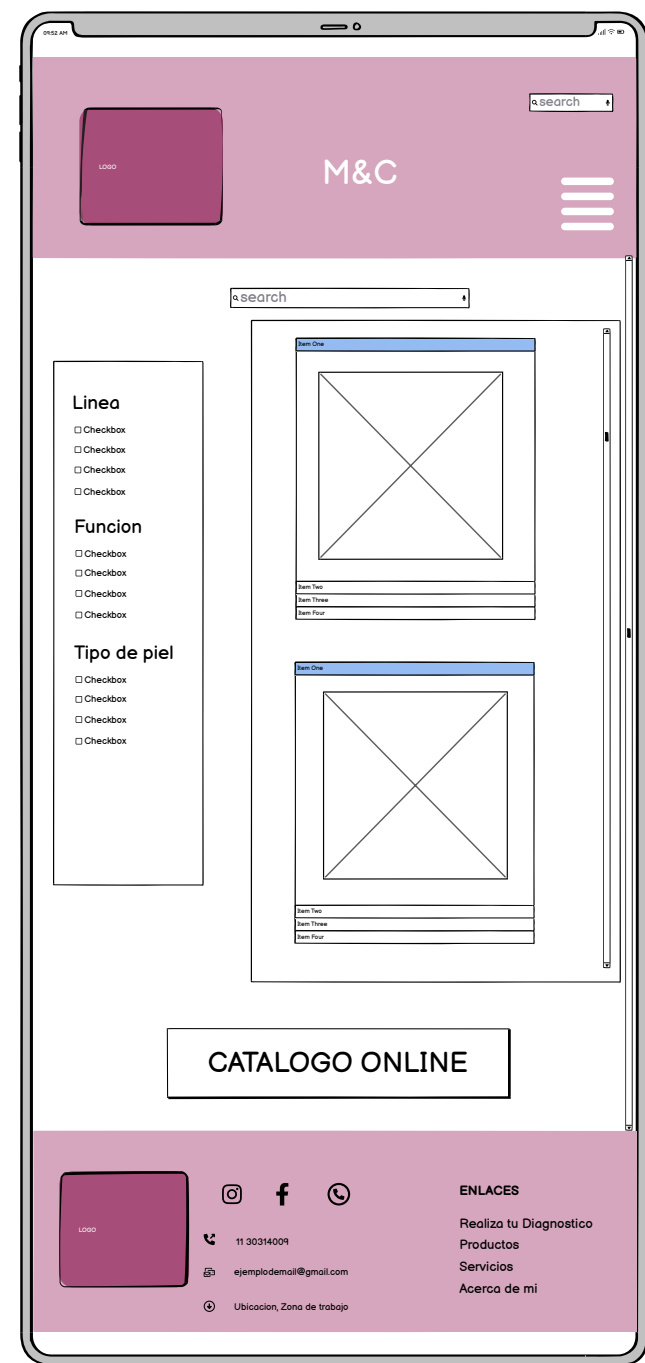 09:52 AM
search
LOGO
M&C
search
Item One
Linea
Checkbox
Checkbox
Checkbox
Checkbox
Funcion
Checkbox
Checkbox
Checkbox
Checkbox
Tipo de piel
Checkbox
Checkbox
Checkbox
Checkbox
Item Two
Item Three
Item Four
Item One
Item Two
Item Three
Item Four
CATALOGO ONLINE
LOGO
11 30314009
ejemplodemail@gmail.com
Ubicacion, Zona de trabajo
ENLACES
Realiza tu Diagnostico
Productos
Servicios
Acerca de mi